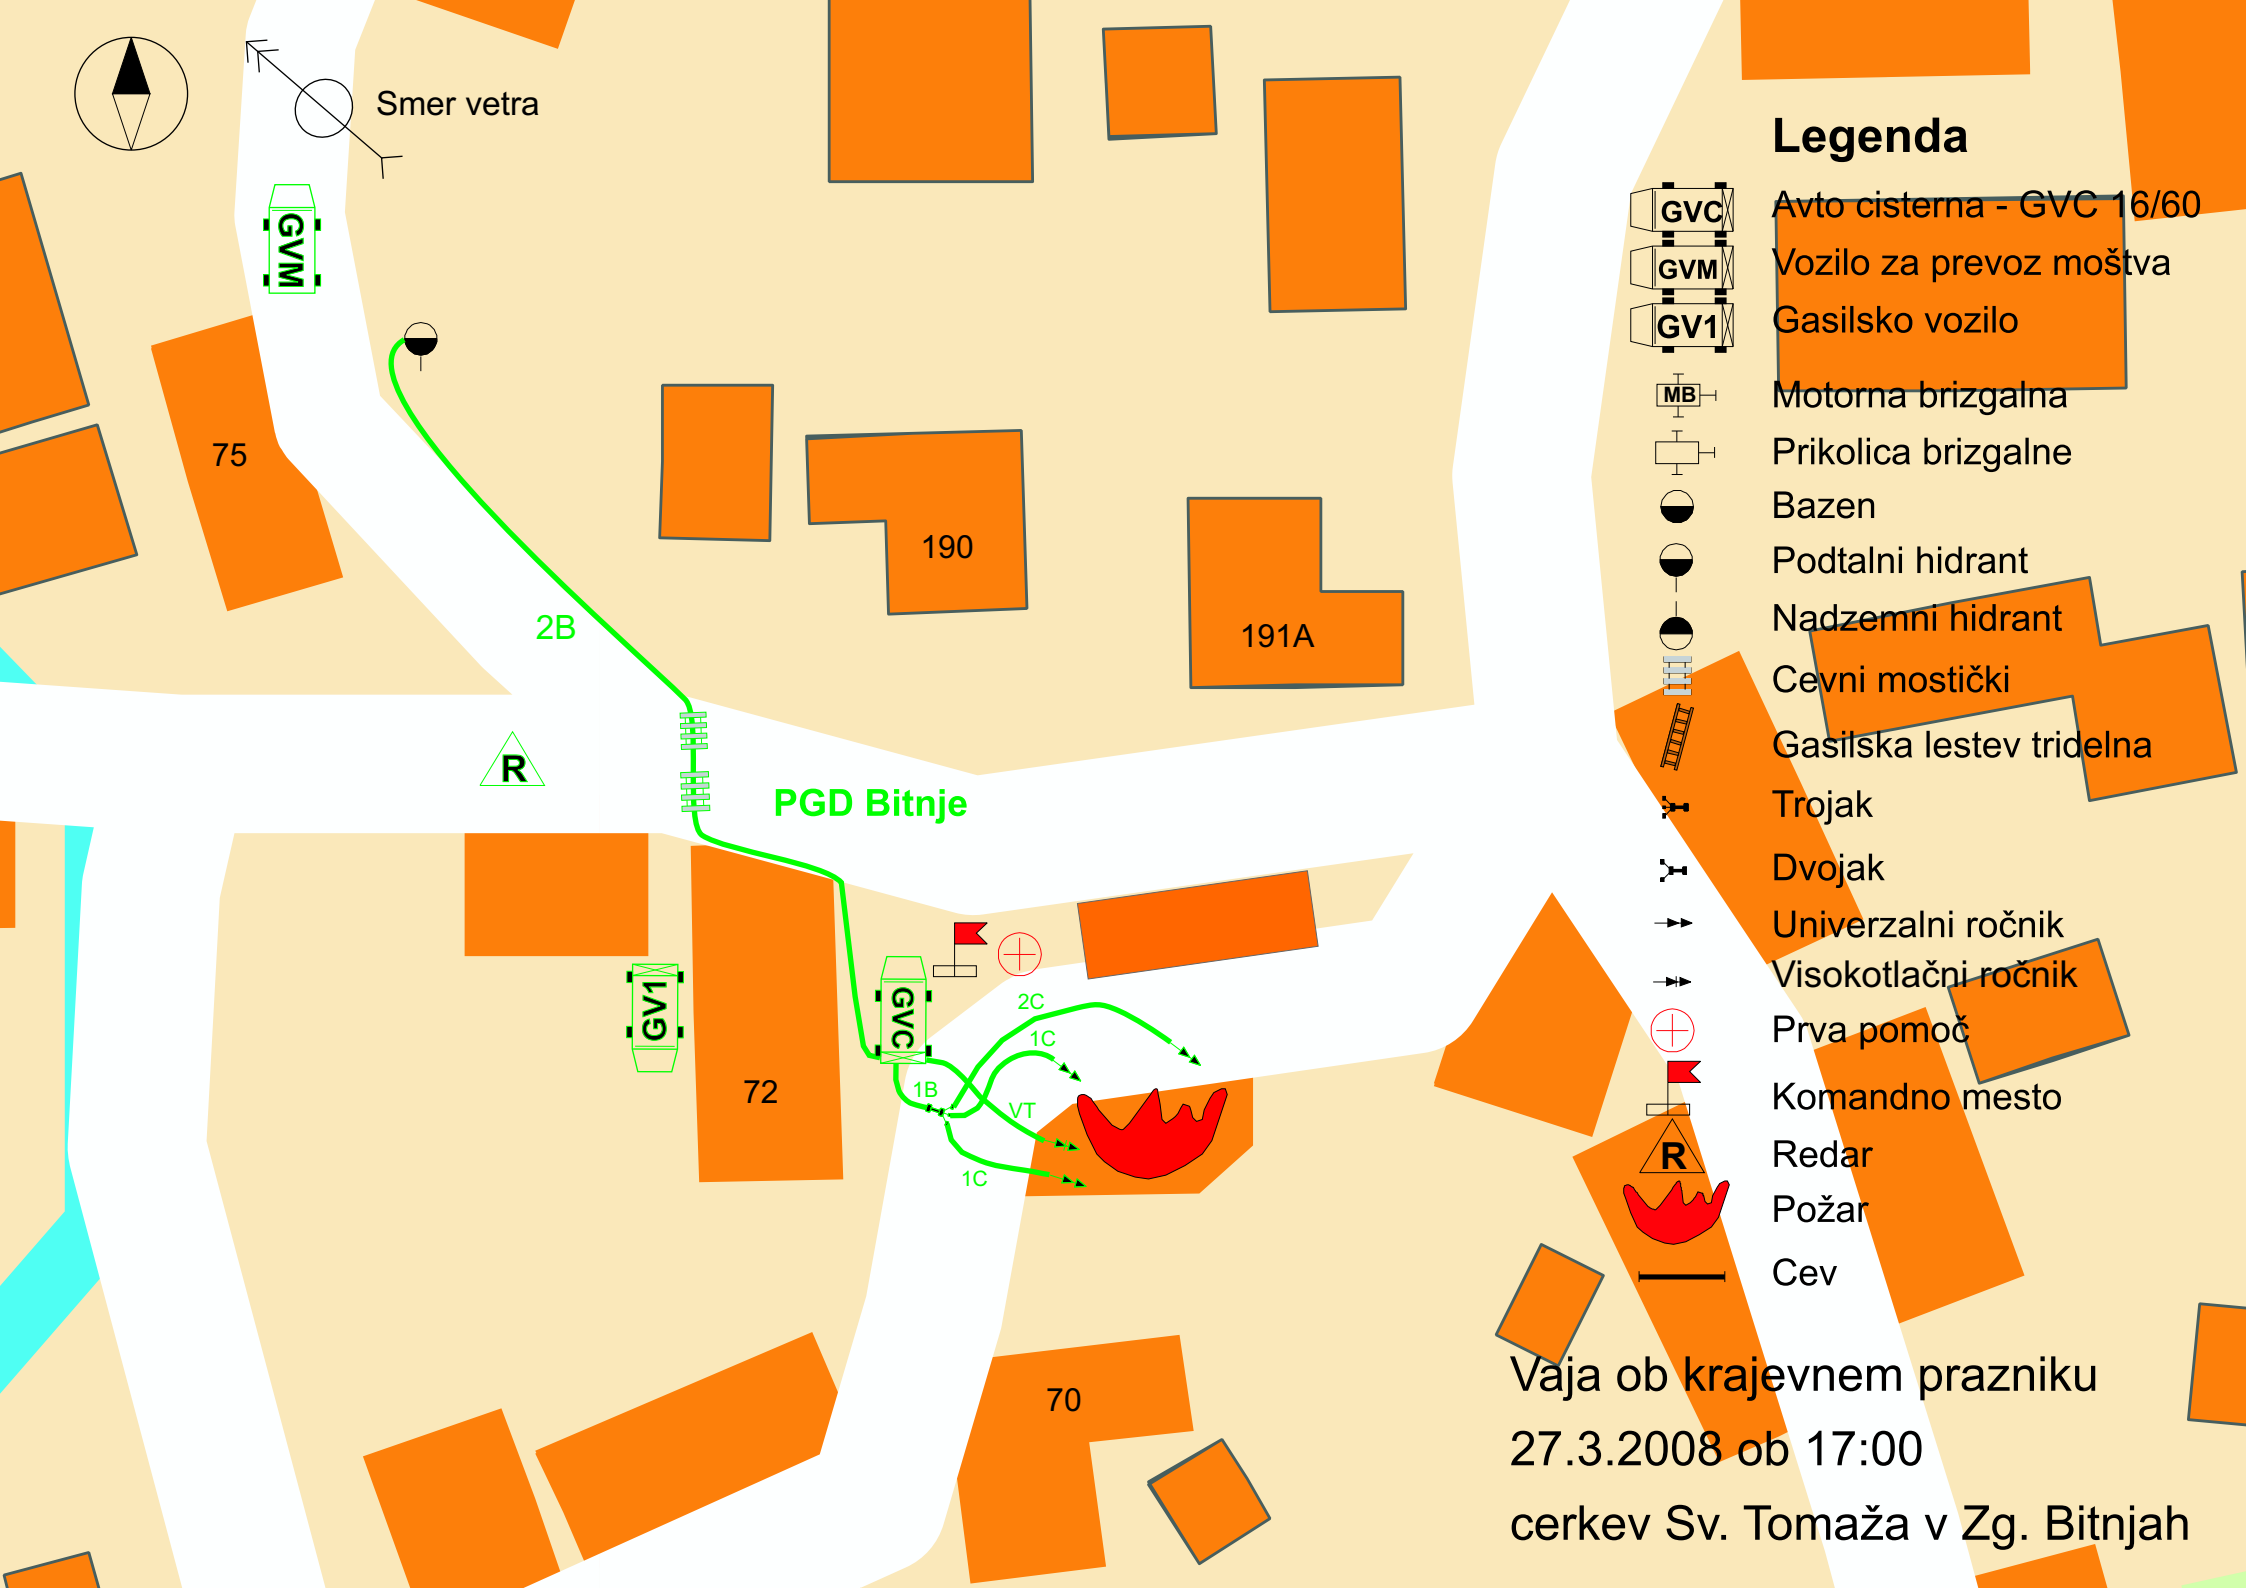 Smer vetra
GVM
75
2B
190
191A
R
PGD Bitnje
GV1
72
GVC
2C
1C
1B
VT
1C
70
Legenda
GVC Avto cisterna - GVC 16/60
GVM Vozilo za prevoz moštva
GV1 Gasilsko vozilo
MB Motorna brizgalna
Prikolica brizgalne
Bazen
Podtalni hidrant
Nadzemni hidrant
Cevni mostički
Gasilska lestev tridelna
Trojak
Dvojak
Univerzalni ročnik
Visokotlačni ročnik
Prva pomoč
Komandno mesto
R Redar
Požar
Cev
Vaja ob krajevnem prazniku
27.3.2008 ob 17:00
cerkev Sv. Tomaža v Zg. Bitnjah